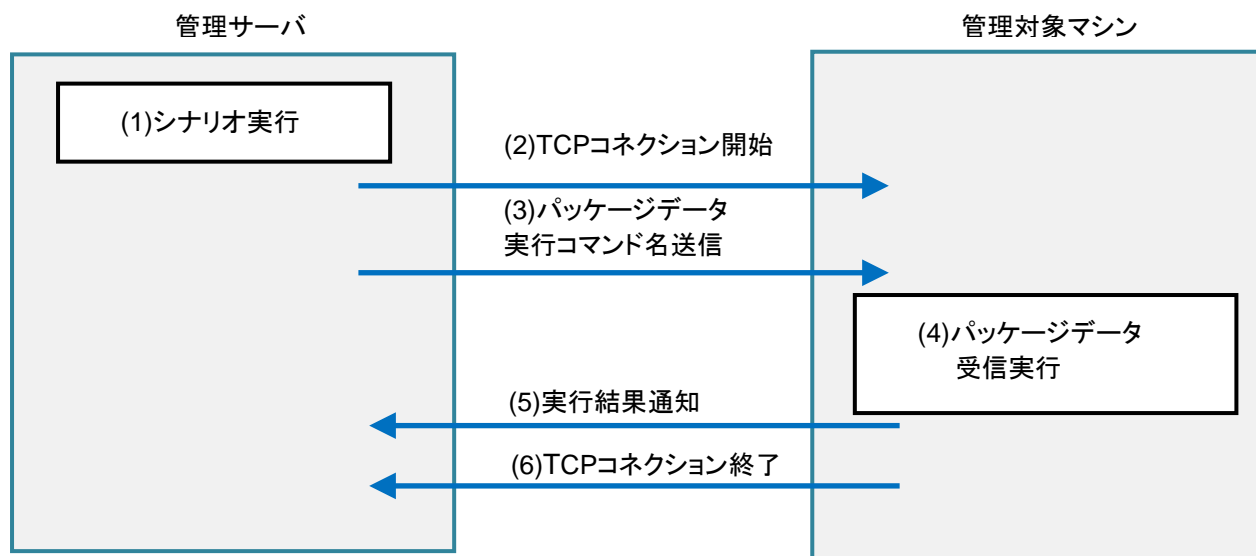 管理サーバ
管理対象マシン
(1)シナリオ実行
(2)TCPコネクション開始
(3)パッケージデータ
実行コマンド名送信
(4)パッケージデータ
受信実行
(5)実行結果通知
(6)TCPコネクション終了